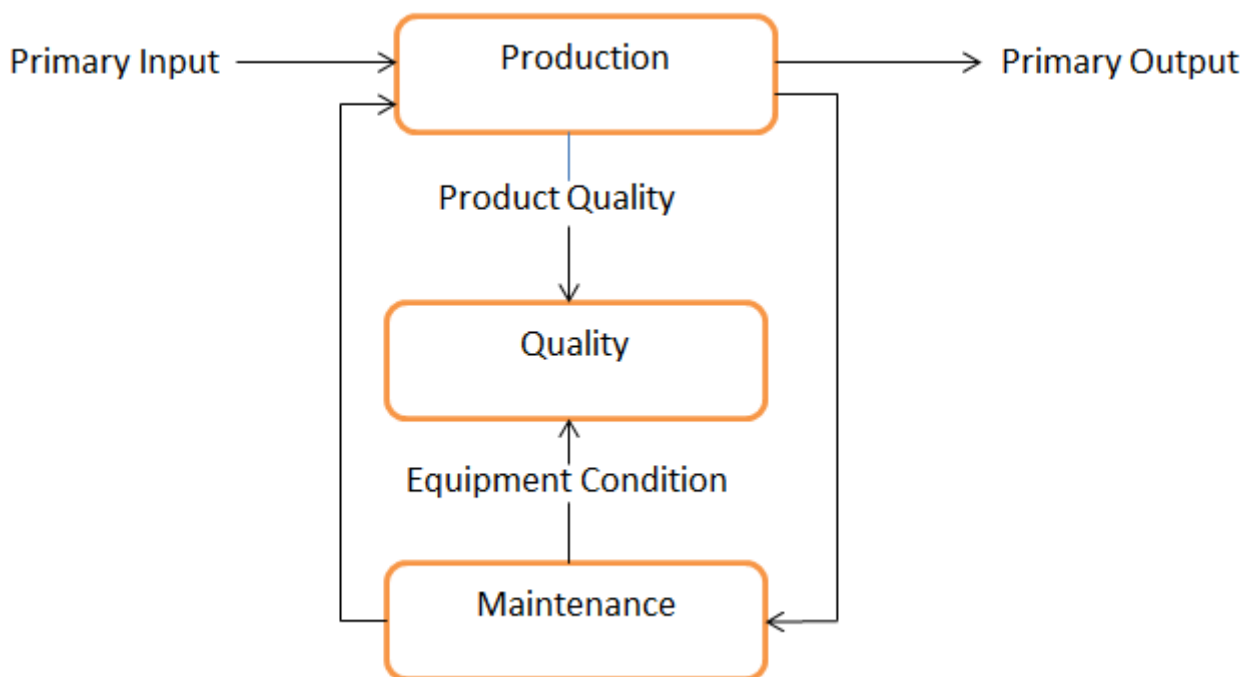 Production
Primary Input
Primary Output
Product Quality
Quality
Equipment Condition
Maintenance